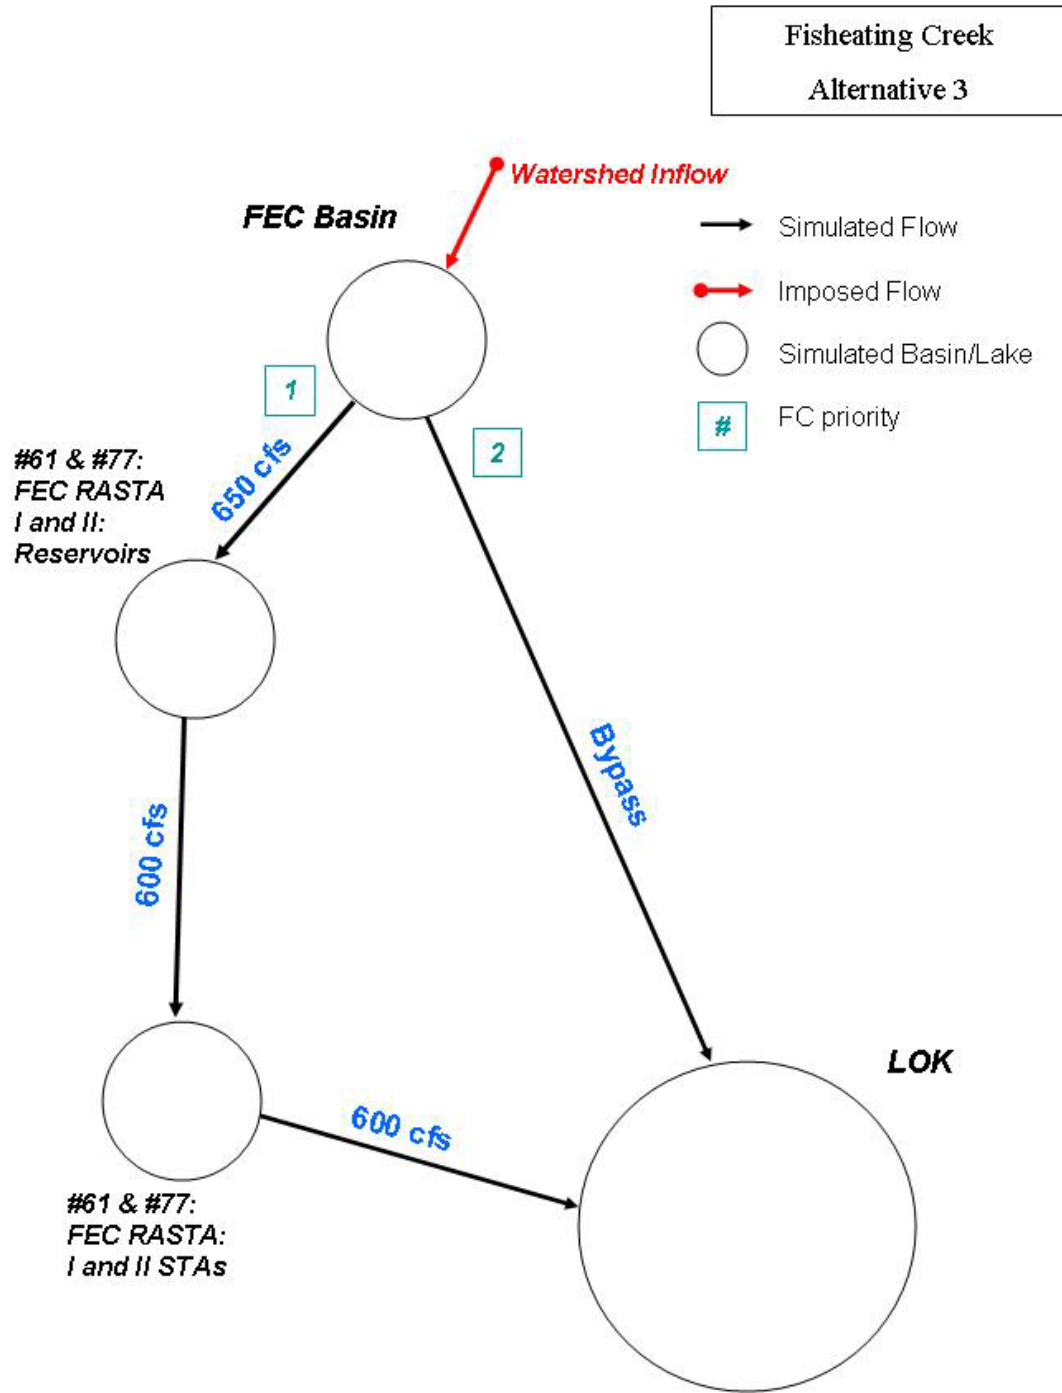 Fisheating Creek
Alternative 3
Watershed Inflow
FEC Basin
Simulated Flow
Imposed Flow
Simulated Basin/Lake
# FC priority
1
2
650 cfs
#61 & #77:
FEC RASTA
I and II:
Reservoirs
Bypass
600 cfs
LOK
600 cfs
#61 & #77:
FEC RASTA:
I and II STAs